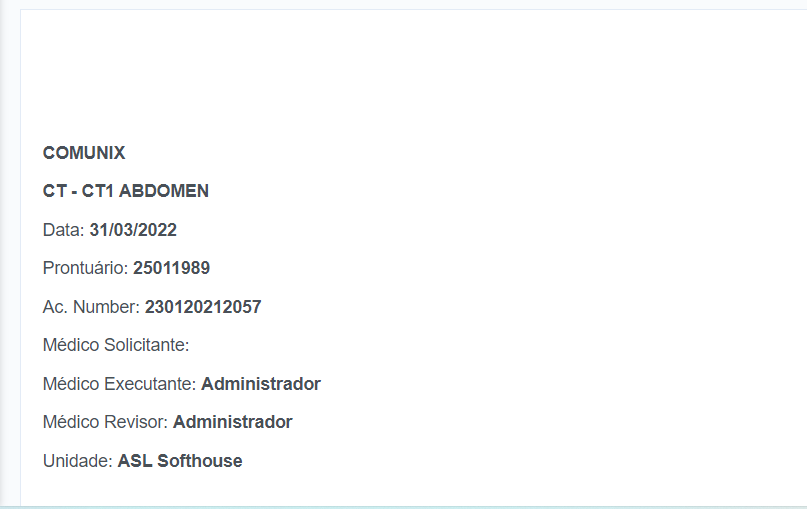 COMUNIX
CT - CT1 ABDOMEN
Data: 31/03/2022
Prontuário: 25011989
Ac. Number: 230120212057
Médico Solicitante:
Médico Executante: Administrador
Médico Revisor: Administrador
Unidade: ASL Softhouse